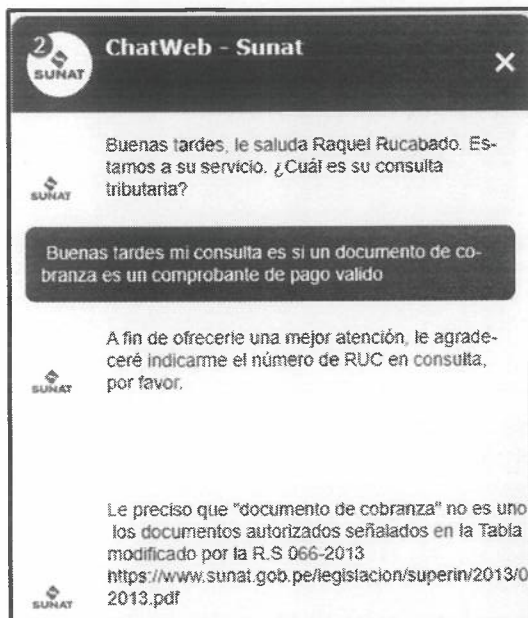 2)
SUNAT
ChatWeb - Sunat
×
Buenas tardes, le saluda Raquel Rucabado. Es-
tamos a su servicio. ¿Cuál es su consulta
tributaria?
SUNAT
Buenas tardes mi consulta es si un documento de co-
branza es un comprobante de pago valido
A fin de ofrecerle una mejor atención, le agrade-
ceré indicarme el número de RUC en consulta,
por favor.
SUNAT
Le preciso que "documento de cobranza" no es uno
los documentos autorizados señalados en la Tabla
modificado por la R.S 066-2013
https://www.sunat.gob.pe/legislacion/superin/2013/0
2013.pdf
SUNAT